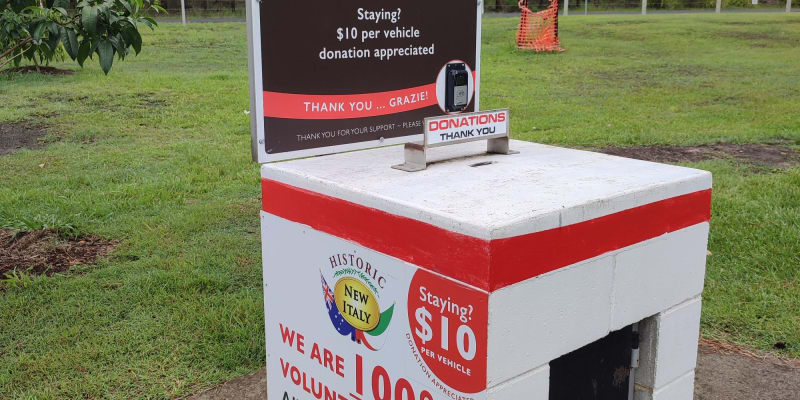 Staying?
$10 per vehicle
donation appreciated
THANK YOU ... GRAZIE!
THANK YOU FOR YOUR SUPPORT ~
DONATIONS
THANK YOU
HISTORIC
NEW
ITALY
Staying?
$10
PER VEHICLE
DONATION APPRECIATED
WE ARE